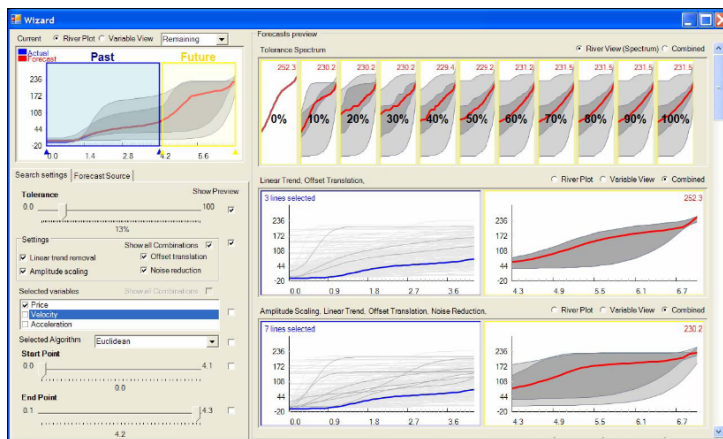 Wizard
Current River Plot Variable View Remaining
Actual
Forecast
Past Future
236
172
108
44
-20
0.0 1.4 2.8 4.2 5.6
Search settings Forecast Source
Tolerance Show Preview
0.0 100
13%
Settings Show all Combinations
Linear trend removal Offset translation
Amplitude scaling Noise reduction
Selected variables Show all Combinations
Price
Velocity
Acceleration
Selected Algorithm Euclidean
Start Point
0.0 4.1
0.0
End Point
0.1 4.3
4.2
Forecasts preview
Tolerance Spectrum River View (Spectrum) Combined
252.3 230.2 230.2 230.2 229.4 229.2 231.2 231.5 231.5 231.5 231.5
0% 10% 20% 30% 40% 50% 60% 70% 80% 90% 100%
Linear Trend, Offset Translation, River Plot Variable View Combined
3 lines selected 252.3
236 236
172 172
108 108
44 44
-20 -20
0.0 0.9 1.8 2.7 3.6 4.3 4.9 5.5 6.1 6.7
Amplitude Scaling, Linear Trend, Offset Translation, Noise Reduction, River Plot Variable View Combined
7 lines selected 230.2
236 236
172 172
108 108
44 44
-20 -20
0.0 0.9 1.8 2.7 3.6 4.3 4.9 5.5 6.1 6.7